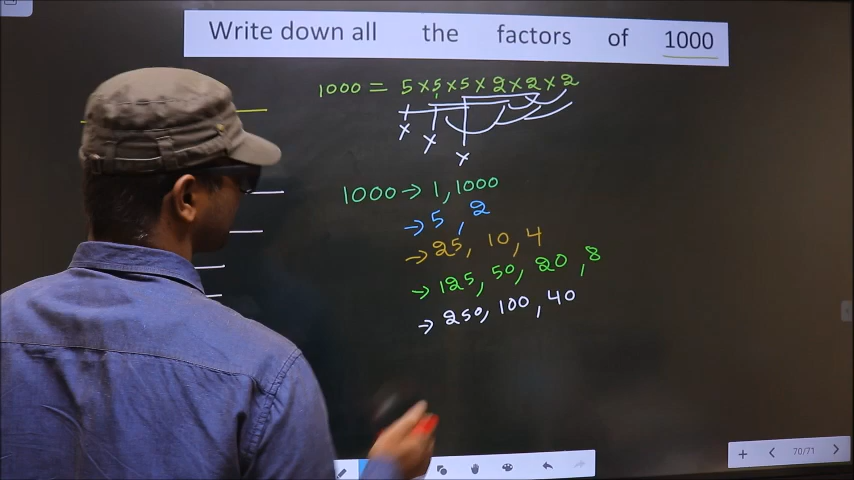 Write down all the factors of 1000
1000 = 5 × 5 × 5 × 2 × 2 × 2
x
x
x
1000 → 1, 1000
→ 5, 2
→ 25, 10, 4
→ 125, 50, 20, 8
→ 250, 100, 40
70/71